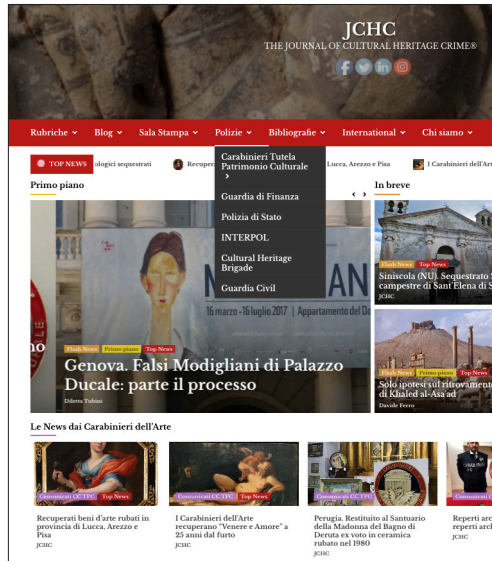 JCHC
THE JOURNAL OF CULTURAL HERITAGE CRIME®
Rubriche
Blog
Sala Stampa
Polizie
Bibliografie
International
Chi siamo
TOP NEWS
ologici sequestrati
Recuper
Lucca, Arezzo e Pisa
I Carabinieri dell'Art
Carabinieri Tutela
Patrimonio Culturale
Guardia di Finanza
Polizia di Stato
INTERPOL
Cultural Heritage
Brigade
Guardia Civil
Primo piano
In breve
M
AN
16 marzo -16 luglio 2017 | Appartamento del Do
no
Flash News
Primo piano
Top News
Genova. Falsi Modigliani di Palazzo
Ducale: parte il processo
Diletta Tubini
Flash News
Top News
Siniscola (NU). Sequestrato S
campestre di Sant'Elena di S
JCHC
Flash News
Primo piano
Top News
Solo ipotesi sul ritrovamento
di Khaled al-Asa'ad
Davide Ferro
Le News dai Carabinieri dell'Arte
Comunicati CC TPC
Top News
Recuperati beni d'arte rubati in
provincia di Lucca, Arezzo e
Pisa
JCHC
Comunicati CC TPC
Top News
I Carabinieri dell'Arte
recuperano "Venere e Amore" a
25 anni dal furto
JCHC
Comunicati CC TPC
Top News
Perugia. Restituito al Santuario
della Madonna del Bagno di
Deruta ex voto in ceramica
rubato nel 1980
JCHC
Comunicati C
Reperti arc
reperti arch
JCHC